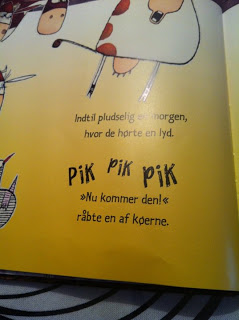 Indtil pludselig en morgen,
hvor de hørte en lyd.
PIK PIK PIK
»Nu kommer den!«
råbte en af køerne.